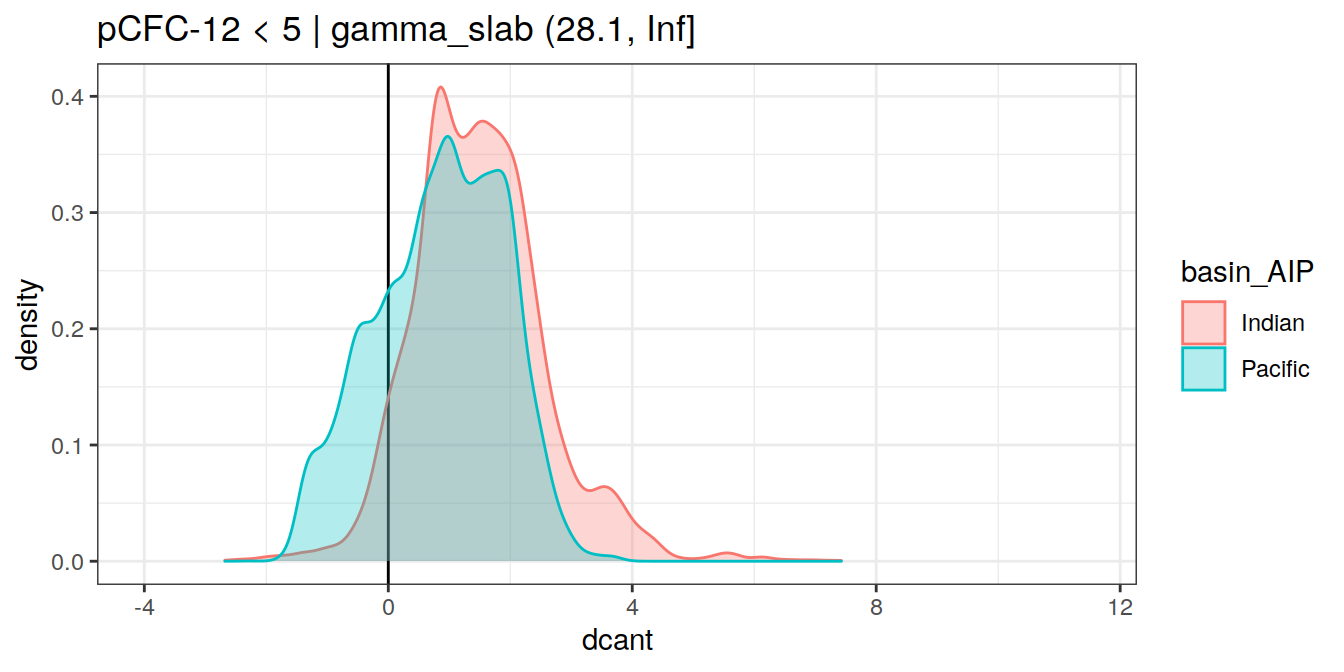 pCFC-12 < 5 | gamma_slab (28.1, Inf]
density
0.4
0.3
0.2
0.1
0.0
-4
0
4
8
12
dcant
basin_AIP
Indian
Pacific